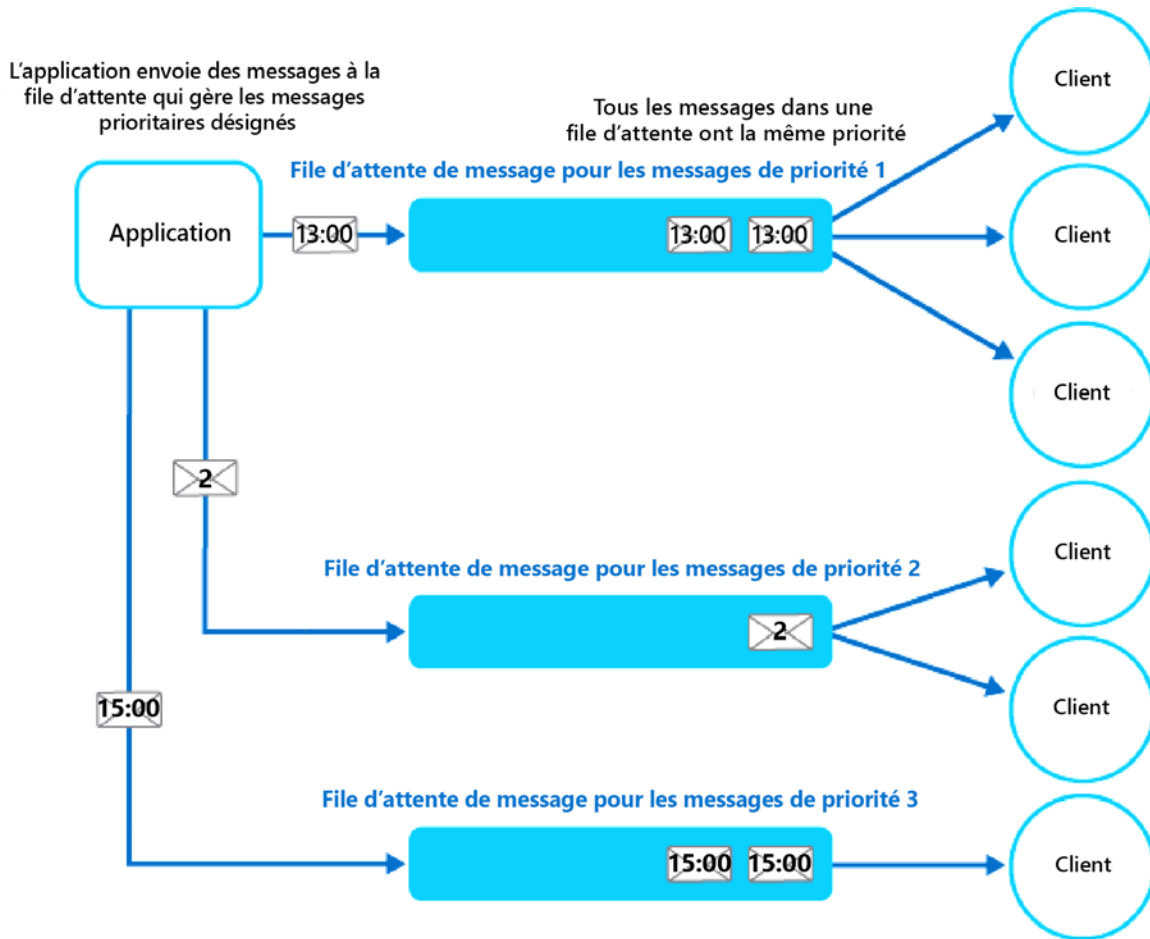 L'application envoie des messages à la
file d'attente qui gère les messages
prioritaires désignés
Tous les messages dans une
file d'attente ont la même priorité
File d'attente de message pour les messages de priorité 1
Application
13:00
13:00
13:00
Client
Client
Client
2
File d'attente de message pour les messages de priorité 2
2
Client
Client
15:00
File d'attente de message pour les messages de priorité 3
15:00
15:00
Client